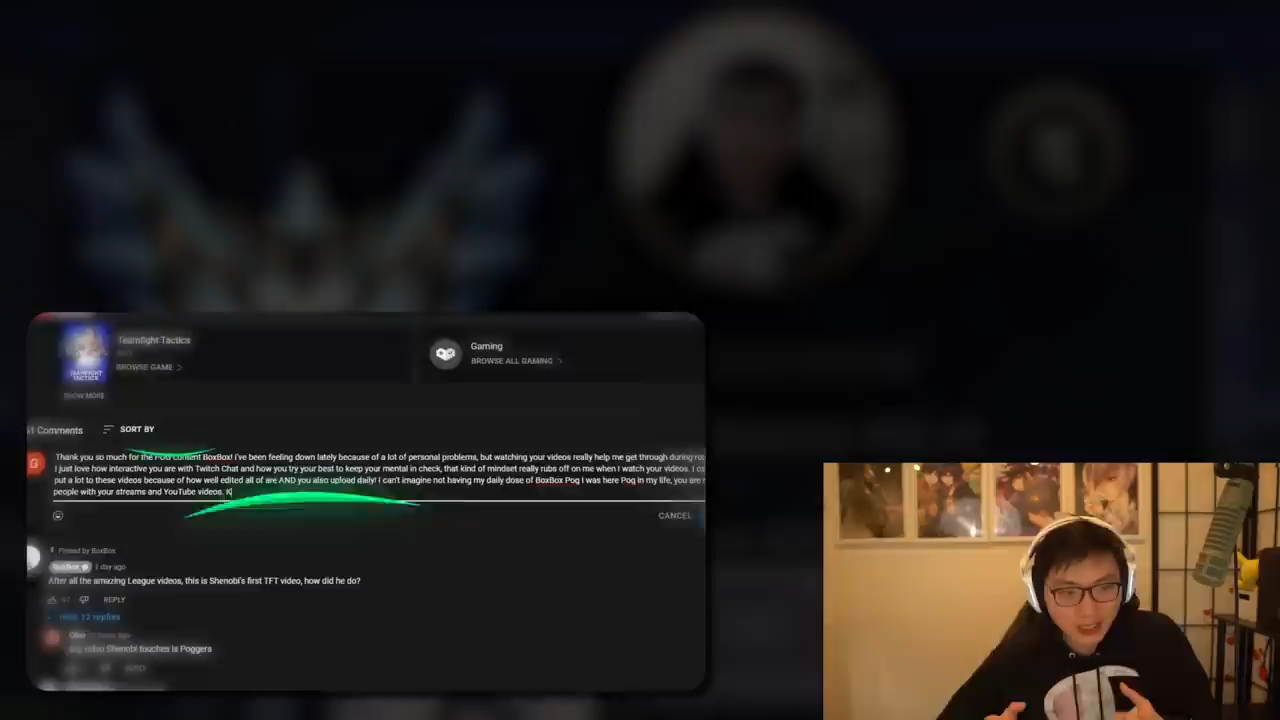 Teamfight Tactics
BROWSE GAME
TEAMFIGHT
TACTICS
SHOW MORE
Gaming
BROWSE ALL GAMING
Comments
SORT BY
G
Thank you so much for the POG content BoxBox! I've been feeling down lately because of a lot of personal problems, but watching your videos really help me get through during
I just love how interactive you are with Twitch Chat and how you try your best to keep your mental in check, that kind of mindset really rubs off on me when I watch your videos. I
put a lot to these videos because of how well edited all of are AND you also upload daily! I can't imagine not having my daily dose of BoxBox Pog I was here Pog in my life, you are
people with your streams and YouTube videos. K
CANCEL
Pinned by BoxBox
BoxBox 1 day ago
After all the amazing League videos, this is Shenobi's first TFT video, how did he do?
97 REPLY
12 replies
video Shenobi touches is Poggers